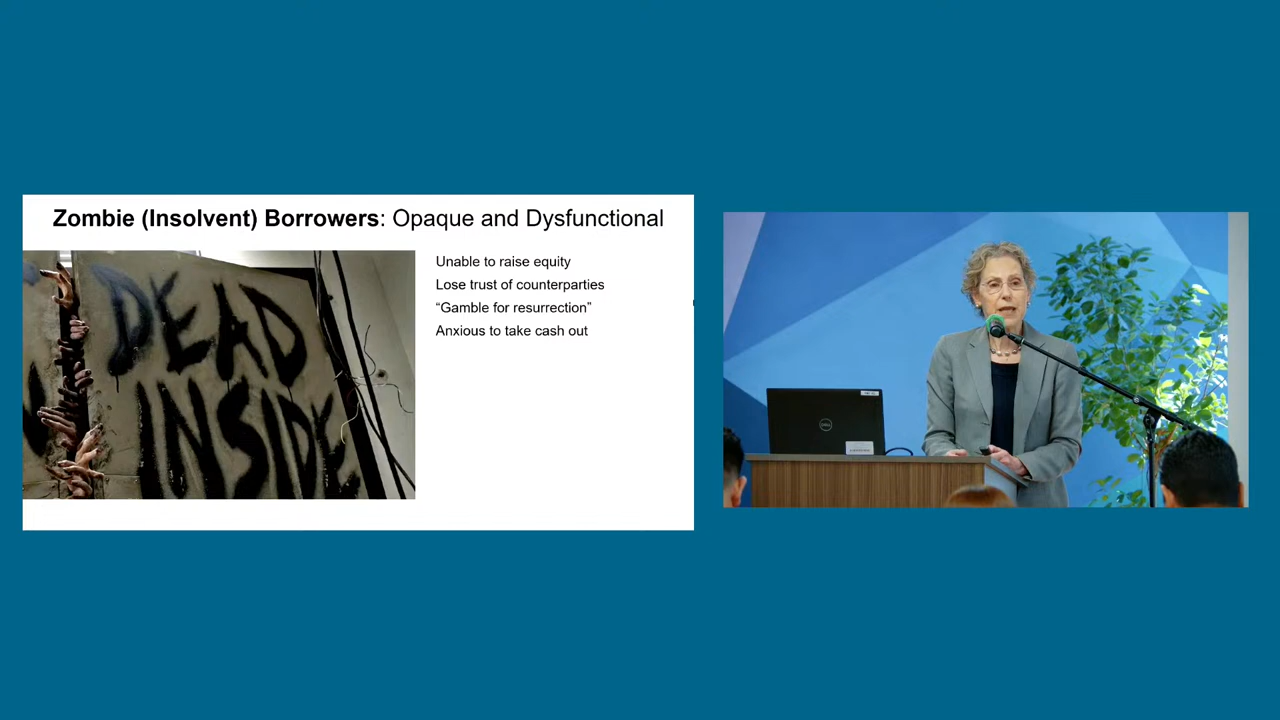 Zombie (Insolvent) Borrowers: Opaque and Dysfunctional
DEAD
INSIDE
Unable to raise equity
Lose trust of counterparties
“Gamble for resurrection”
Anxious to take cash out
DELL